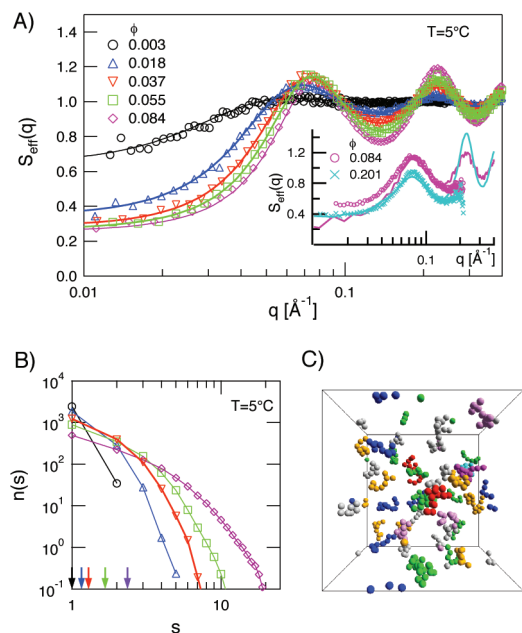 A)
T=5°C
ϕ
0.003
0.018
0.037
0.055
0.084
1.4
1.2
1.0
0.8
0.6
0.4
0.2
0.0
S_eff(q)
0.01
0.1
q [Å⁻¹]
ϕ
0.084
0.201
1.2
0.8
0.4
S_eff(q)
0.1
q [Å⁻¹]
B)
T=5°C
10⁴
10³
10²
10¹
10⁰
10⁻¹
n(s)
1
10
s
C)